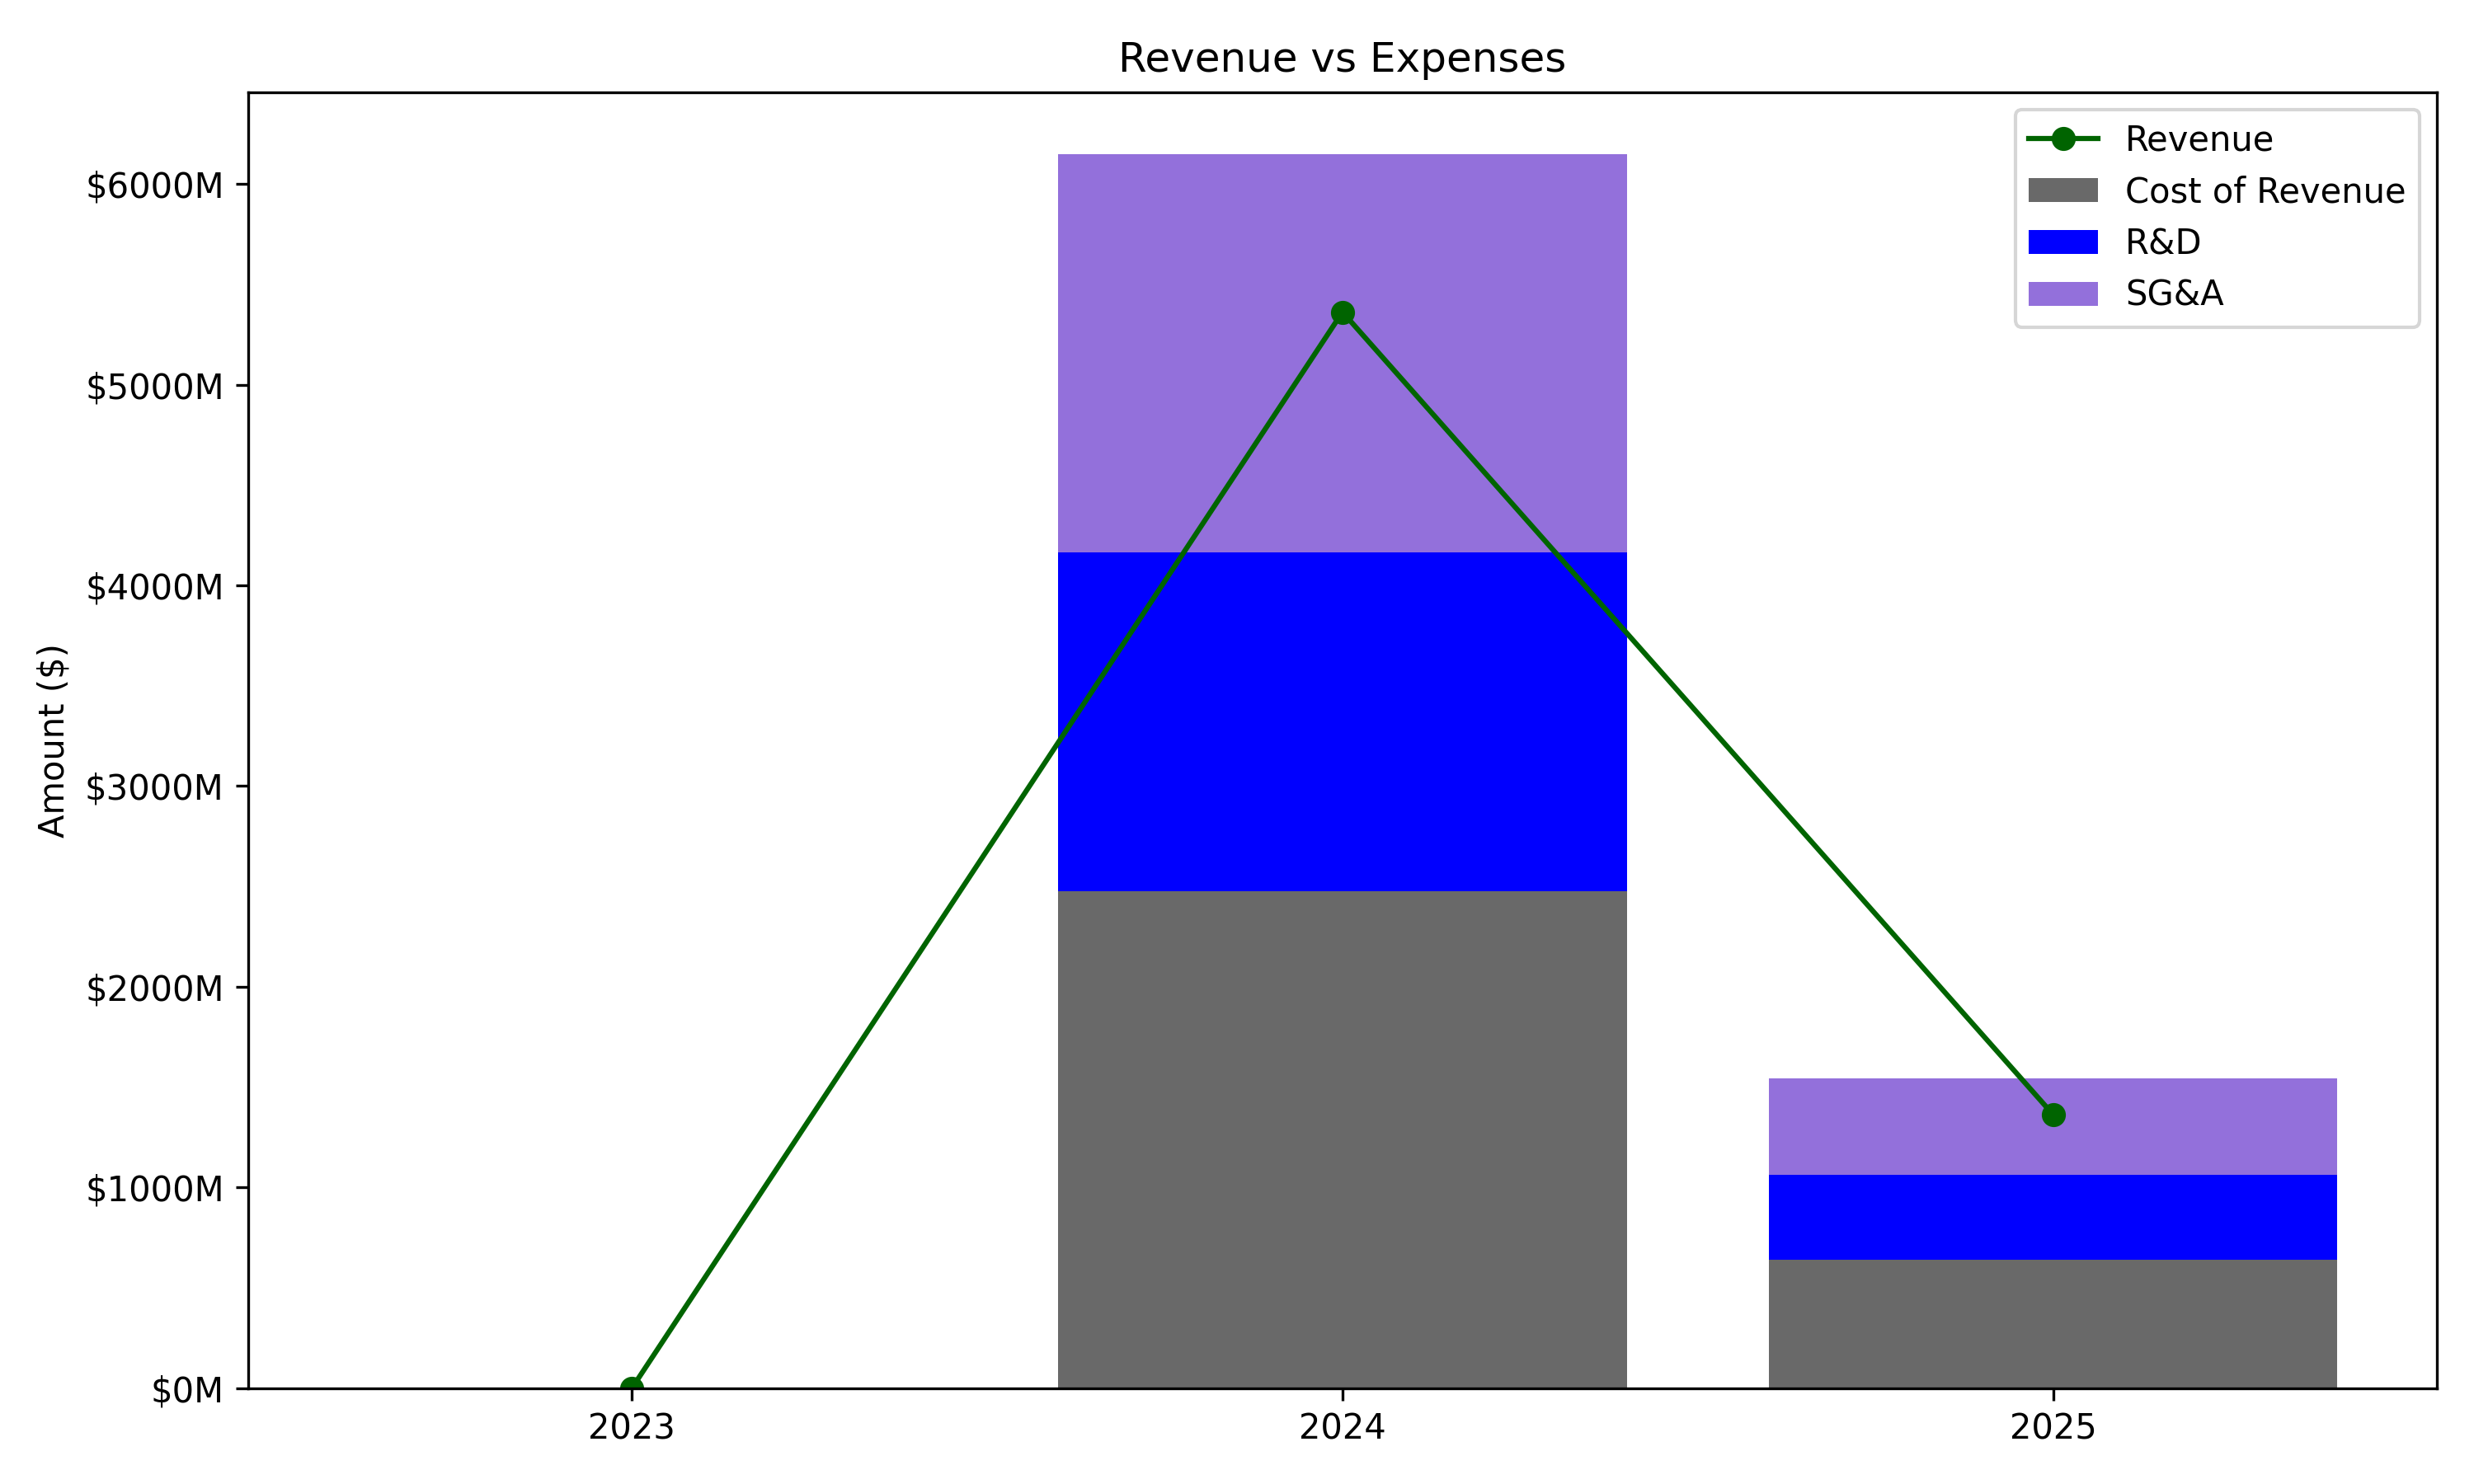 Revenue vs Expenses
Revenue
Cost of Revenue
R&D
SG&A
Amount ($)
$6000M
$5000M
$4000M
$3000M
$2000M
$1000M
$0M
2023
2024
2025